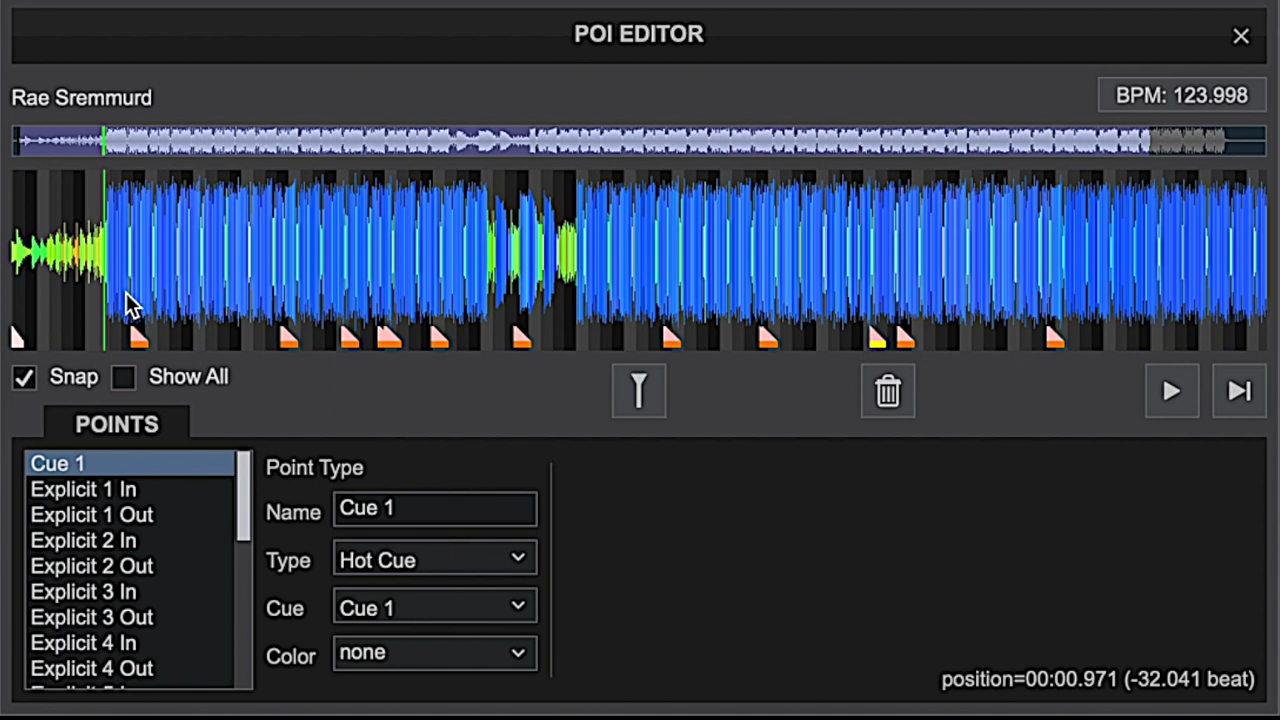 POI EDITOR
Rae Sremmurd
BPM: 123.998
Snap
Show All
POINTS
Cue 1
Explicit 1 In
Explicit 1 Out
Explicit 2 In
Explicit 2 Out
Explicit 3 In
Explicit 3 Out
Explicit 4 In
Explicit 4 Out
Point Type
Name Cue 1
Type Hot Cue
Cue Cue 1
Color none
position=00:00.971 (-32.041 beat)